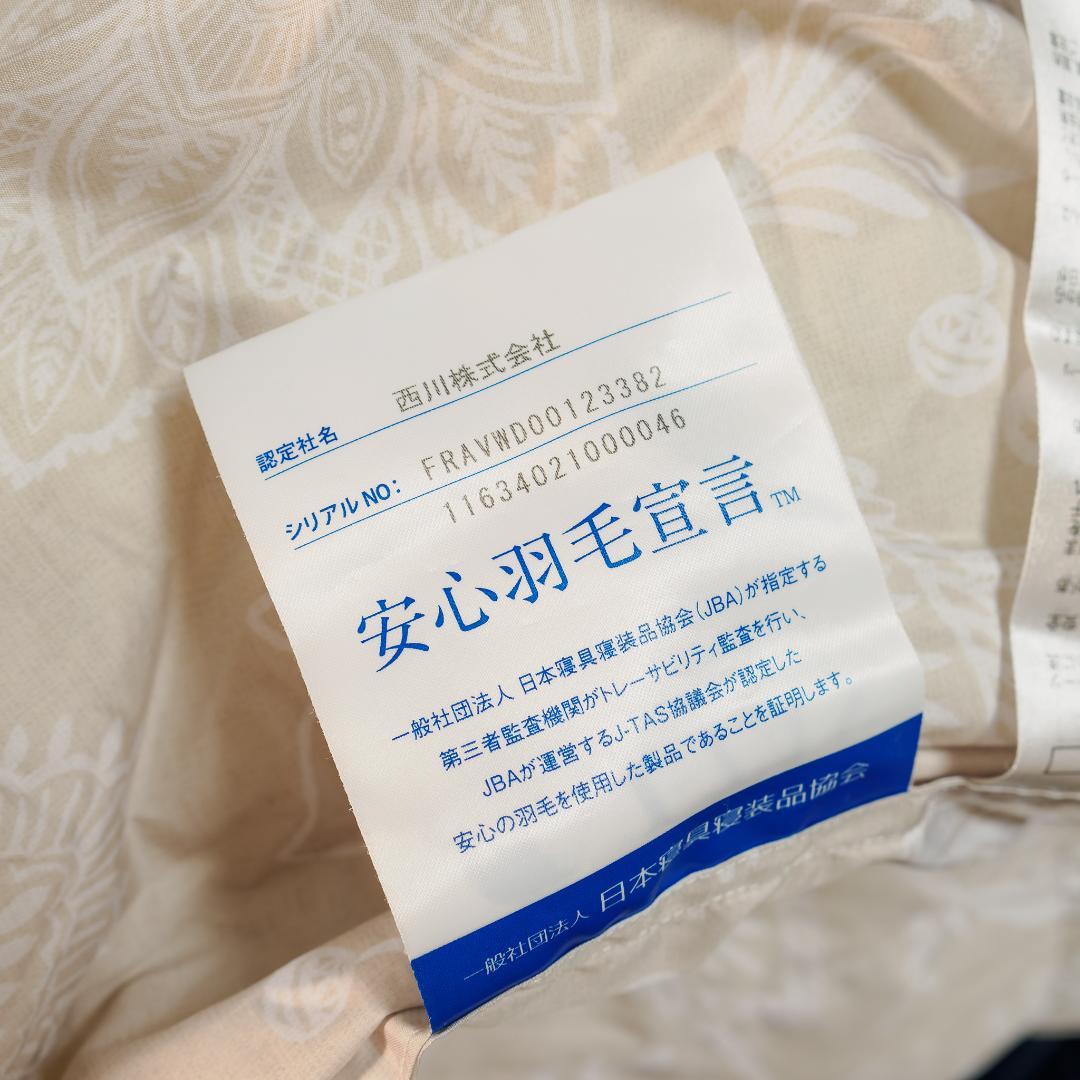 認定社名 西川株式会社
シリアルNO: FRAVWD00123382
11634021000046
安心羽毛宣言TM
一般社団法人 日本寝具寝装品協会(JBA)が指定する
第三者監査機関がトレーサビリティ監査を行い、
JBAが運営するJ-TAS協議会が認定した
安心の羽毛を使用した製品であることを証明します。
一般社団法人 日本寝具寝装品協会